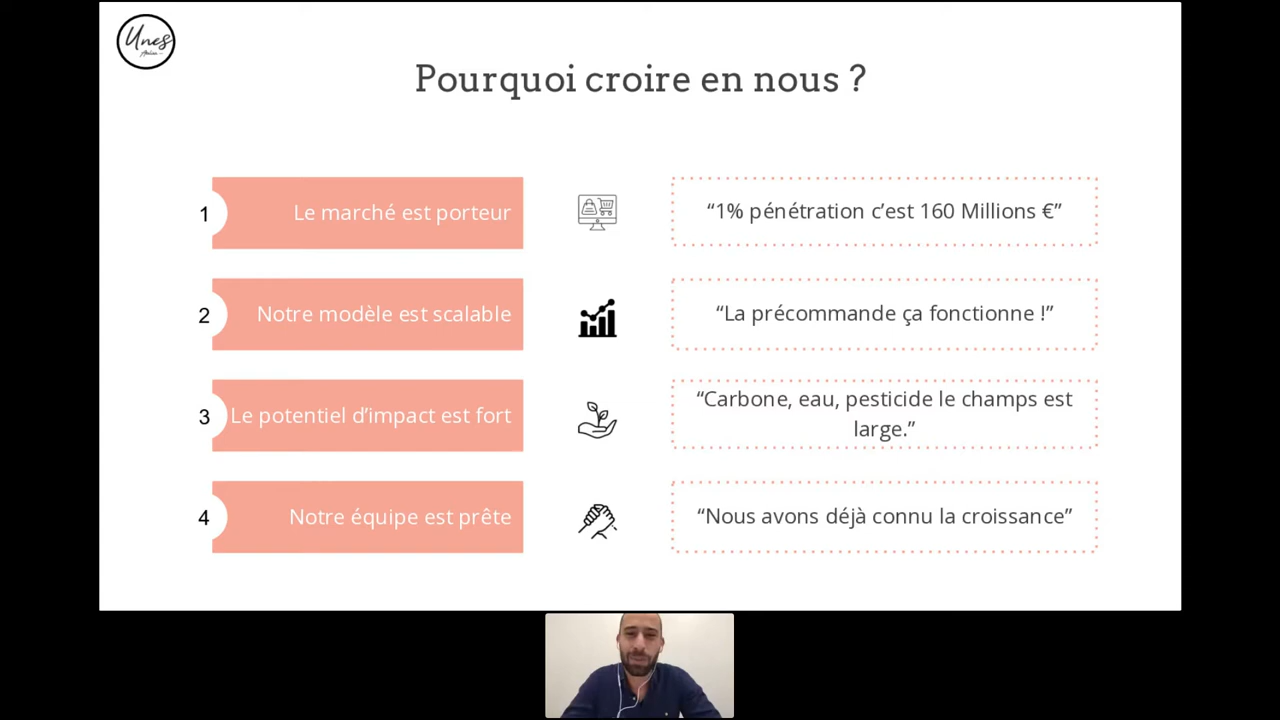 Unes
Atelier
Pourquoi croire en nous ?
1
Le marché est porteur
“1% pénétration c’est 160 Millions €”
2
Notre modèle est scalable
“La précommande ça fonctionne !”
3
Le potentiel d’impact est fort
“Carbone, eau, pesticide le champs est
large.”
4
Notre équipe est prête
“Nous avons déjà connu la croissance”